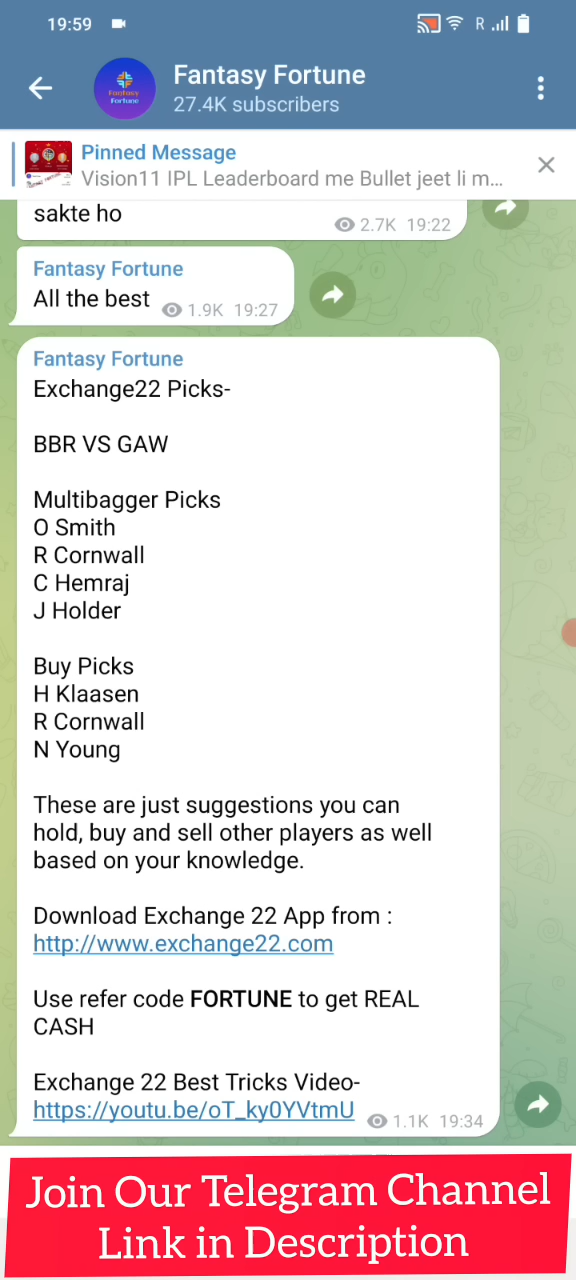 19:59
R
Fantasy Fortune
Fantasy Fortune
27.4K subscribers
Pinned Message
Vision11 IPL Leaderboard me Bullet jeet li m...
sakte ho
2.7K 19:22
Fantasy Fortune
All the best
1.9K 19:27
Fantasy Fortune
Exchange22 Picks-
BBR VS GAW
Multibagger Picks
O Smith
R Cornwall
C Hemraj
J Holder
Buy Picks
H Klaasen
R Cornwall
N Young
These are just suggestions you can
hold, buy and sell other players as well
based on your knowledge.
Download Exchange 22 App from :
http://www.exchange22.com
Use refer code FORTUNE to get REAL
CASH
Exchange 22 Best Tricks Video-
https://youtu.be/oT_ky0YVtmU
1.1K 19:34
Join Our Telegram Channel
Link in Description